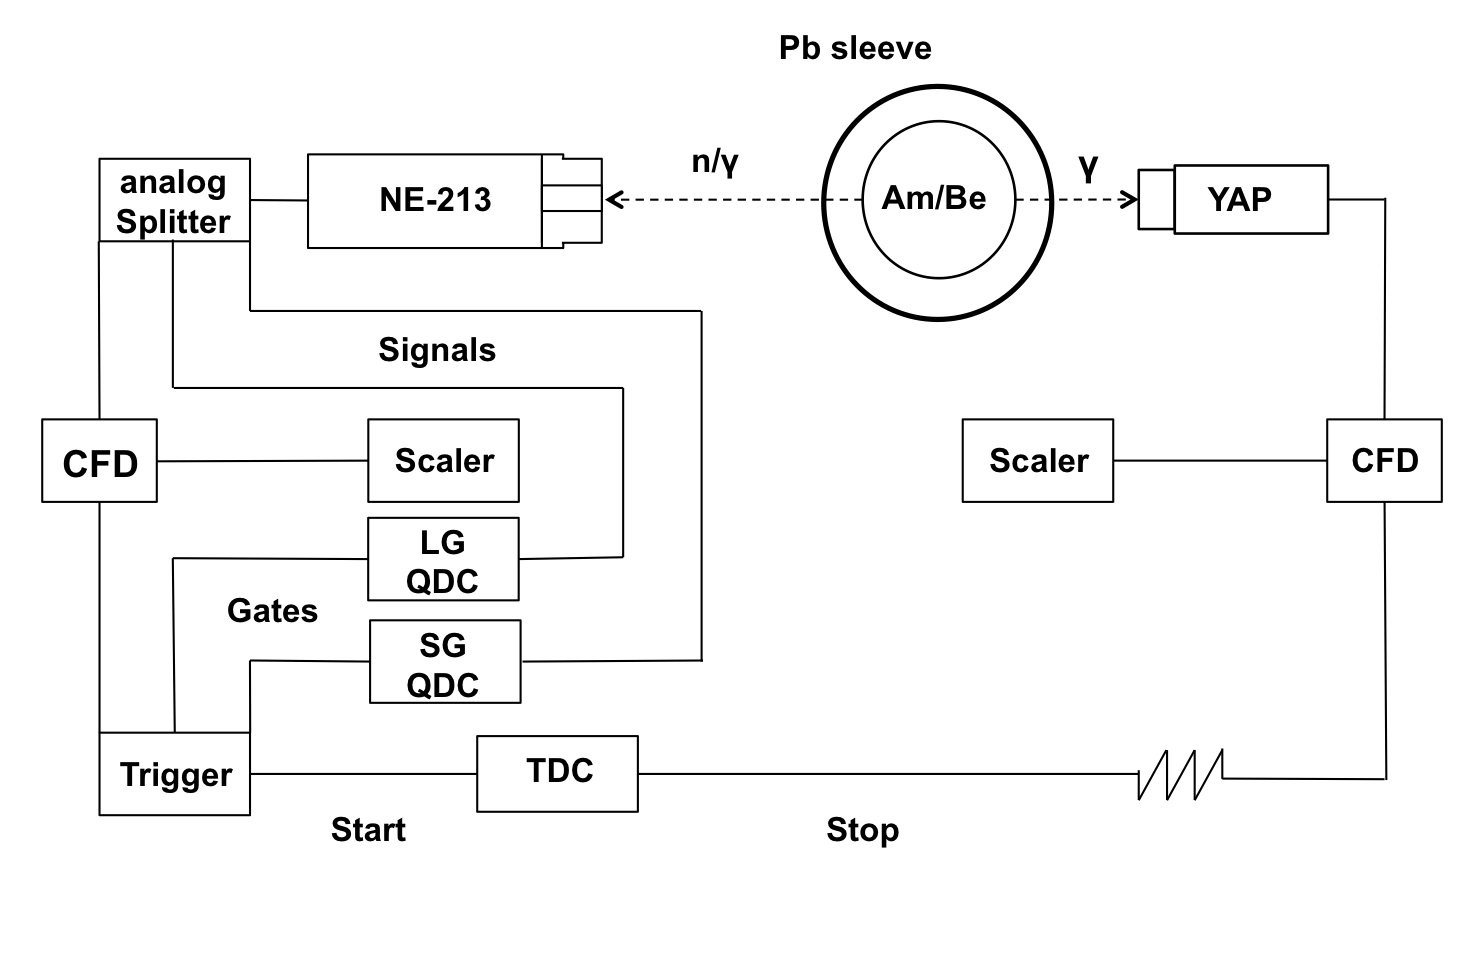 Pb sleeve
analog
Splitter
NE-213
n/γ
Am/Be
γ
YAP
Signals
CFD
Scaler
Scaler
CFD
LG
QDC
Gates
SG
QDC
Trigger
TDC
Start
Stop